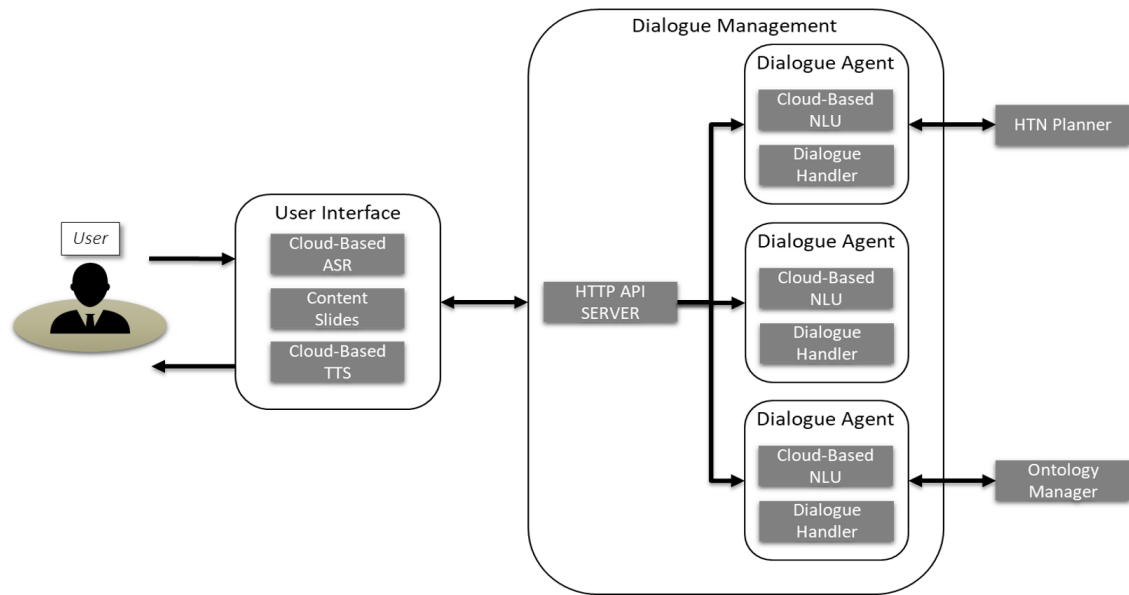 Dialogue Management
Dialogue Agent
Cloud-Based
NLU
Dialogue
Handler
HTN Planner
User
User Interface
Cloud-Based
ASR
Content
Slides
Cloud-Based
TTS
HTTP API
SERVER
Dialogue Agent
Cloud-Based
NLU
Dialogue
Handler
Dialogue Agent
Cloud-Based
NLU
Dialogue
Handler
Ontology
Manager